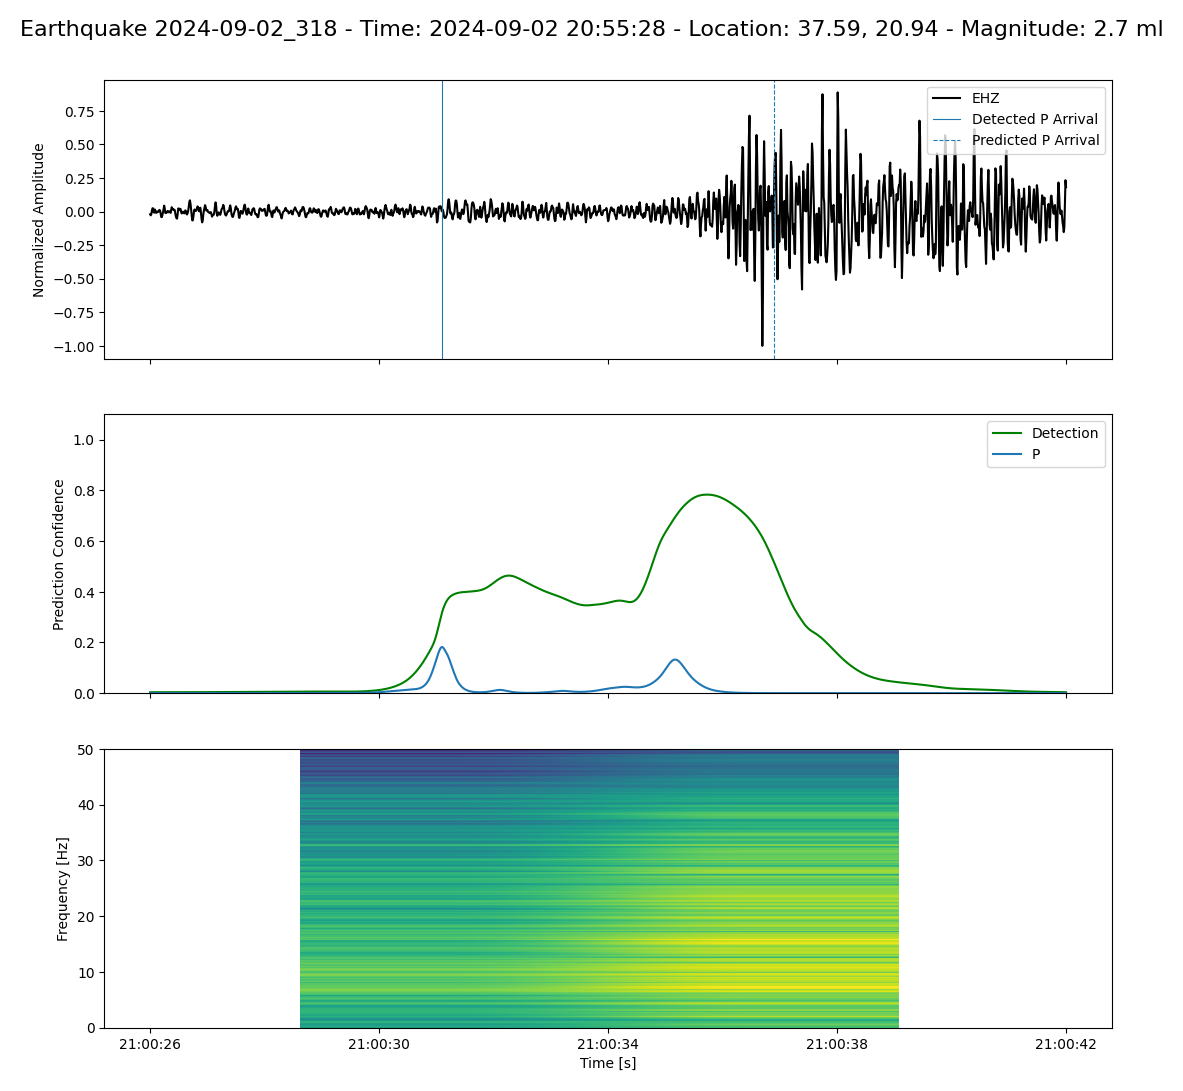 Earthquake 2024-09-02_318 - Time: 2024-09-02 20:55:28 - Location: 37.59, 20.94 - Magnitude: 2.7 ml
EHZ
Detected P Arrival
Predicted P Arrival
0.75
0.50
0.25
0.00
−0.25
−0.50
−0.75
−1.00
Normalized Amplitude
Detection
P
1.0
0.8
0.6
0.4
0.2
0.0
Prediction Confidence
50
40
30
20
10
0
Frequency [Hz]
21:00:26
21:00:30
21:00:34
21:00:38
21:00:42
Time [s]